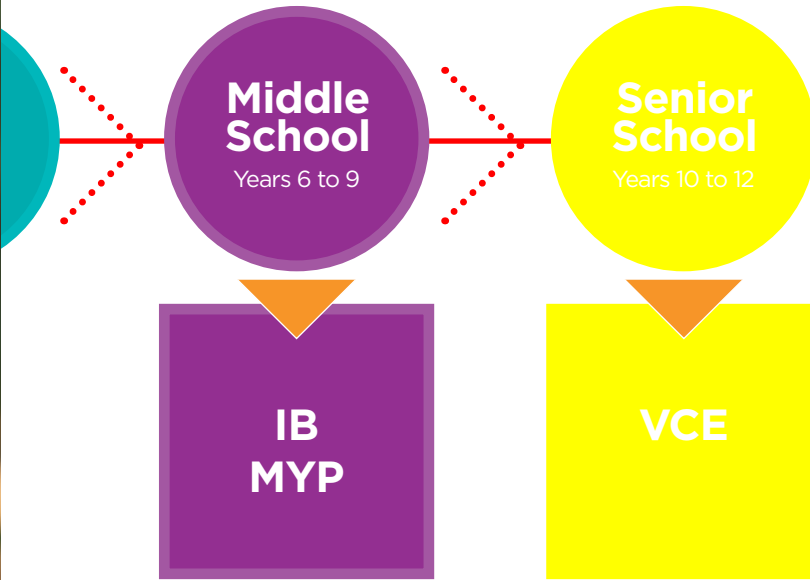 Middle
School
Years 6 to 9
Senior
School
Years 10 to 12
IB
MYP
VCE